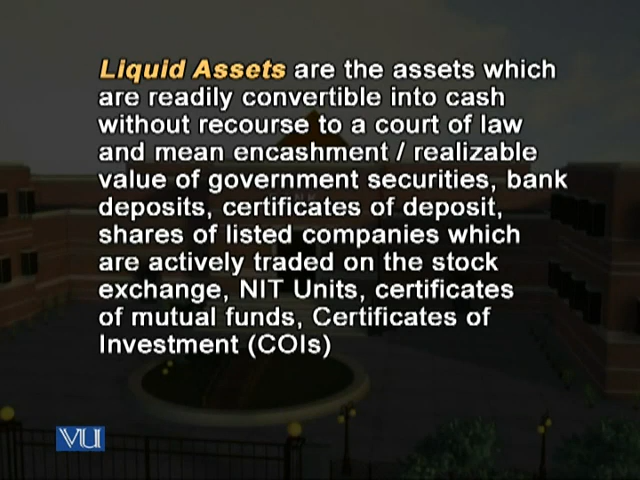 Liquid Assets are the assets which
are readily convertible into cash
without recourse to a court of law
and mean encashment / realizable
value of government securities, bank
deposits, certificates of deposit,
shares of listed companies which
are actively traded on the stock
exchange, NIT Units, certificates
of mutual funds, Certificates of
Investment (COIs)
VU